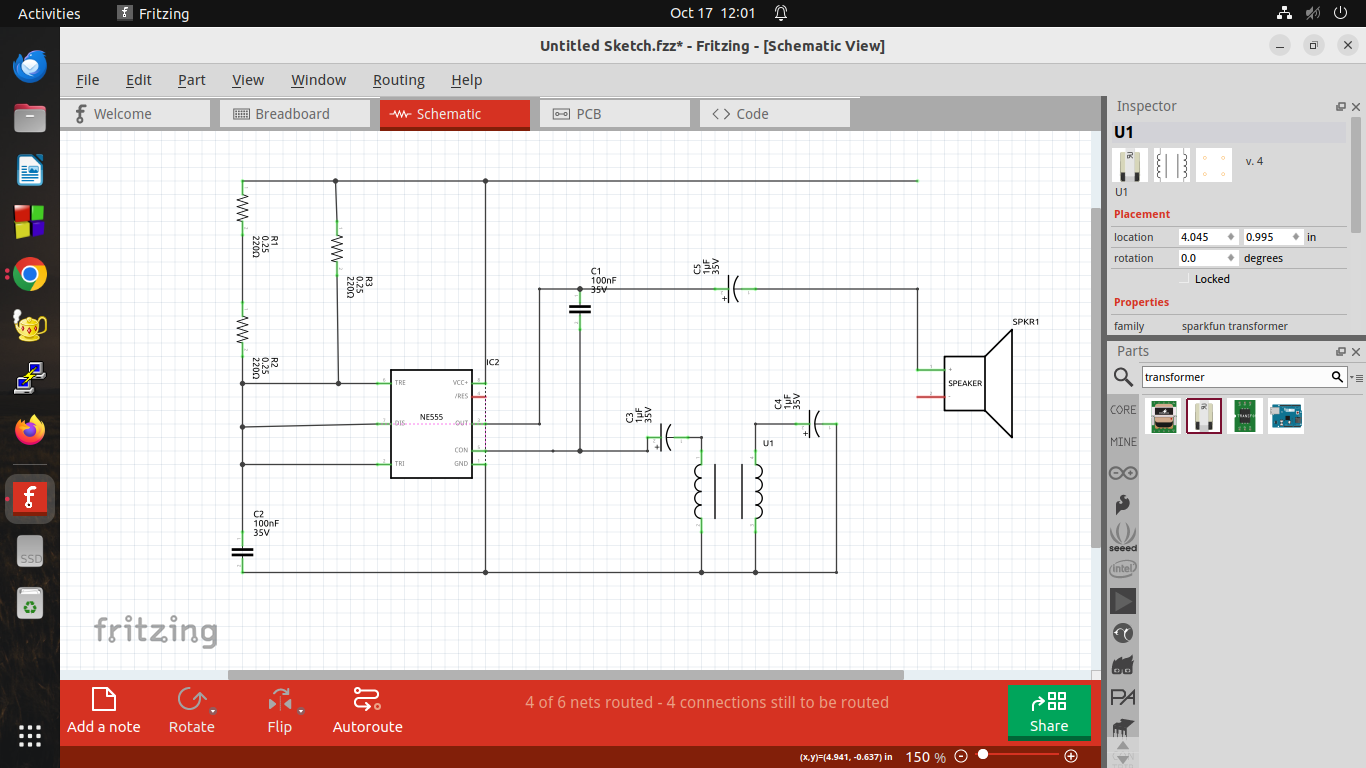 Activities
Fritzing
Oct 17 12:01
Untitled Sketch.fzz* - Fritzing - [Schematic View]
File Edit Part View Window Routing Help
Welcome
Breadboard
Schematic
PCB
Code
R1
0.25
220Ω
R3
0.25
220Ω
R2
0.25
220Ω
C1
100nF
35V
C5
1µF
35V
SPKR1
SPEAKER
+
-
IC2
NE555
TRE
DIS
TRI
VCC+
/RES
OUT
CON
GND
C3
1µF
35V
C4
1µF
35V
U1
C2
100nF
35V
+
+
+
fritzing
Add a note
Rotate
Flip
Autoroute
4 of 6 nets routed - 4 connections still to be routed
Share
(x,y)=(4.941, -0.637) in
150 %
Inspector
U1
v. 4
U1
Placement
location 4.045 0.995 in
rotation 0.0 degrees
Locked
Properties
family sparkfun transformer
Parts
transformer
CORE
MINE
seeed
intel
PA
SSD